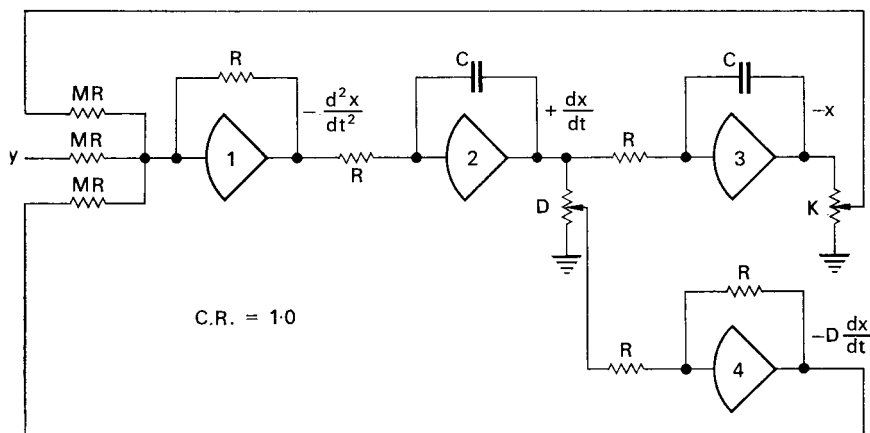 R
C
C
MR
− d²x/dt²
+ dx/dt
−x
MR
y
1
2
3
R
R
MR
D
K
R
C.R. = 1·0
−D dx/dt
R
4